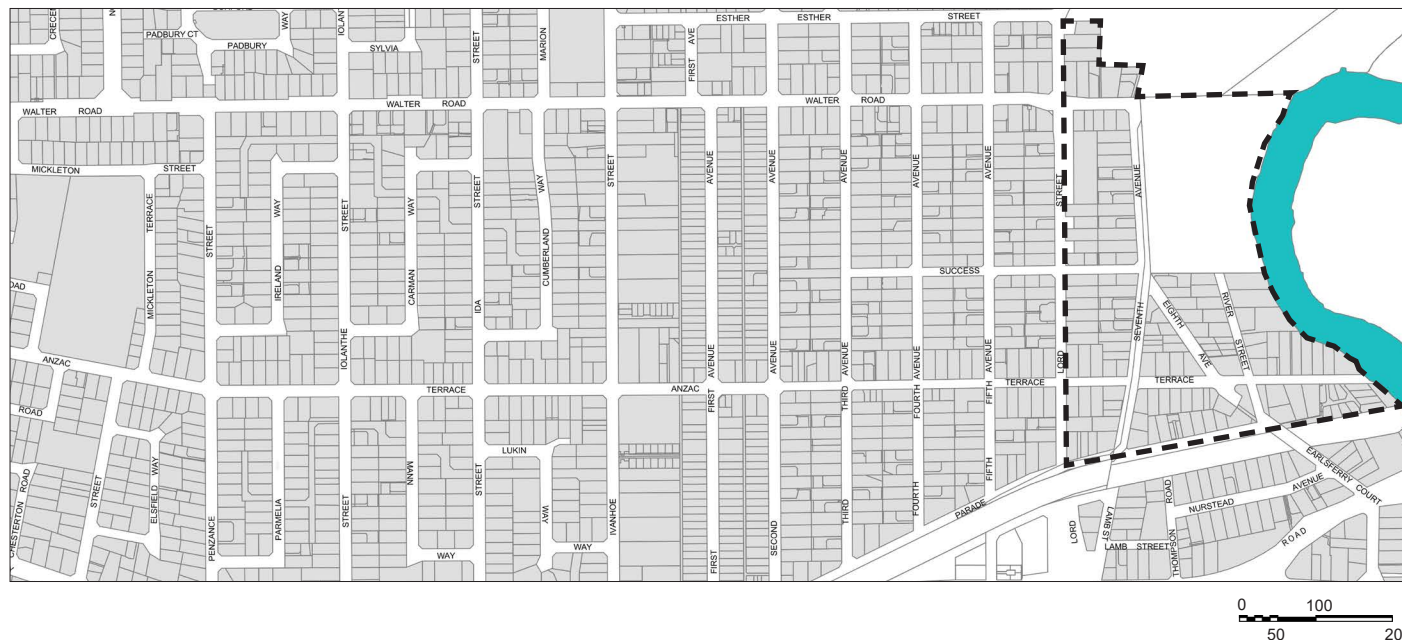 ESTHER ESTHER STREET
PADBURY CT
PADBURY
WAY
SYLVIA
STREET
MARION
FIRST AVE
WALTER ROAD
WALTER ROAD
WALTER ROAD
MICKLETON STREET
MICKLETON TERRACE
STREET
IRELAND WAY
IOLANTHE STREET
CARMAN WAY
IDA STREET
CUMBERLAND WAY
STREET
AVENUE
AVENUE
AVENUE
AVENUE
AVENUE
STREET
AVENUE
SUCCESS
SEVENTH
EIGHTH AVE
RIVER STREET
LORD
ANZAC
TERRACE
ANZAC
TERRACE
TERRACE
AVENUE
AVENUE
AVENUE
AVENUE
AVENUE
FIRST
THIRD
FOURTH
FIFTH
ROAD
STREET
ELSFIELD WAY
CHESTERTON ROAD
PENZANCE
PARMELIA
STREET
MANN
STREET
LUKIN
WAY
WAY
WAY
IVANHOE
FIRST
SECOND
THIRD
FOURTH
FIFTH
PARADE
LORD
LAMB ST
LAMB STREET
THOMPSON ROAD
NURSTEAD AVENUE
EARLSFERRY COURT
ROAD
0 100
50 20